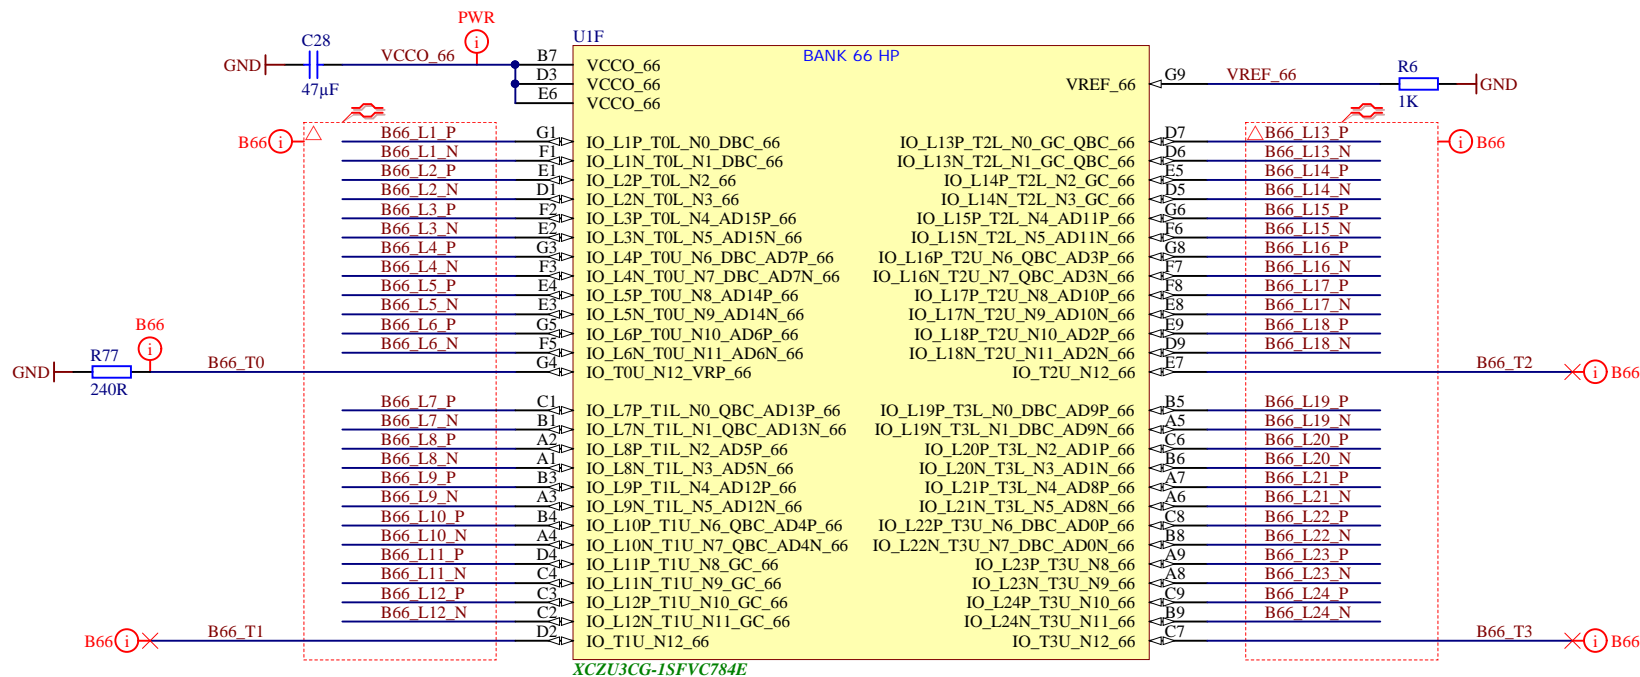 PWR
U1F
C28
VCCO_66
B7
BANK 66 HP
GND
VCCO_66
G9
VREF_66
R6
47µF
D3
VCCO_66
VREF_66
GND
E6
VCCO_66
1K
B66
B66_L1_P G1 IO_L1P_T0L_N0_DBC_66 IO_L13P_T2L_N0_GC_QBC_66 D7 B66_L13_P
B66
B66_L1_N F1 IO_L1N_T0L_N1_DBC_66 IO_L13N_T2L_N1_GC_QBC_66 D6 B66_L13_N
B66_L2_P E1 IO_L2P_T0L_N2_66 IO_L14P_T2L_N2_GC_66 E5 B66_L14_P
B66_L2_N D1 IO_L2N_T0L_N3_66 IO_L14N_T2L_N3_GC_66 D5 B66_L14_N
B66_L3_P F2 IO_L3P_T0L_N4_AD15P_66 IO_L15P_T2L_N4_AD11P_66 G6 B66_L15_P
B66_L3_N E2 IO_L3N_T0L_N5_AD15N_66 IO_L15N_T2L_N5_AD11N_66 F6 B66_L15_N
B66_L4_P G3 IO_L4P_T0U_N6_DBC_AD7P_66 IO_L16P_T2U_N6_QBC_AD3P_66 G8 B66_L16_P
B66_L4_N F3 IO_L4N_T0U_N7_DBC_AD7N_66 IO_L16N_T2U_N7_QBC_AD3N_66 F7 B66_L16_N
B66_L5_P E4 IO_L5P_T0U_N8_AD14P_66 IO_L17P_T2U_N8_AD10P_66 F8 B66_L17_P
B66_L5_N E3 IO_L5N_T0U_N9_AD14N_66 IO_L17N_T2U_N9_AD10N_66 E8 B66_L17_N
B66
B66_L6_P G5 IO_L6P_T0U_N10_AD6P_66 IO_L18P_T2U_N10_AD2P_66 E9 B66_L18_P
R77
B66_L6_N F5 IO_L6N_T0U_N11_AD6N_66 IO_L18N_T2U_N11_AD2N_66 D9 B66_L18_N
GND B66_T0 G4 IO_T0U_N12_VRP_66 IO_T2U_N12_66 E7 B66_T2 B66
240R
B66_L7_P C1 IO_L7P_T1L_N0_QBC_AD13P_66 IO_L19P_T3L_N0_DBC_AD9P_66 B5 B66_L19_P
B66_L7_N B1 IO_L7N_T1L_N1_QBC_AD13N_66 IO_L19N_T3L_N1_DBC_AD9N_66 A5 B66_L19_N
B66_L8_P A2 IO_L8P_T1L_N2_AD5P_66 IO_L20P_T3L_N2_AD1P_66 C6 B66_L20_P
B66_L8_N A1 IO_L8N_T1L_N3_AD5N_66 IO_L20N_T3L_N3_AD1N_66 B6 B66_L20_N
B66_L9_P B3 IO_L9P_T1L_N4_AD12P_66 IO_L21P_T3L_N4_AD8P_66 A7 B66_L21_P
B66_L9_N A3 IO_L9N_T1L_N5_AD12N_66 IO_L21N_T3L_N5_AD8N_66 A6 B66_L21_N
B66_L10_P B4 IO_L10P_T1U_N6_QBC_AD4P_66 IO_L22P_T3U_N6_DBC_AD0P_66 C8 B66_L22_P
B66_L10_N A4 IO_L10N_T1U_N7_QBC_AD4N_66 IO_L22N_T3U_N7_DBC_AD0N_66 B8 B66_L22_N
B66_L11_P D4 IO_L11P_T1U_N8_GC_66 IO_L23P_T3U_N8_66 A9 B66_L23_P
B66_L11_N C4 IO_L11N_T1U_N9_GC_66 IO_L23N_T3U_N9_66 A8 B66_L23_N
B66_L12_P C3 IO_L12P_T1U_N10_GC_66 IO_L24P_T3U_N10_66 C9 B66_L24_P
B66_L12_N C2 IO_L12N_T1U_N11_GC_66 IO_L24N_T3U_N11_66 B9 B66_L24_N
B66 B66_T1 D2 IO_T1U_N12_66 IO_T3U_N12_66 C7 B66_T3 B66
XCZU3CG-1SFVC784E